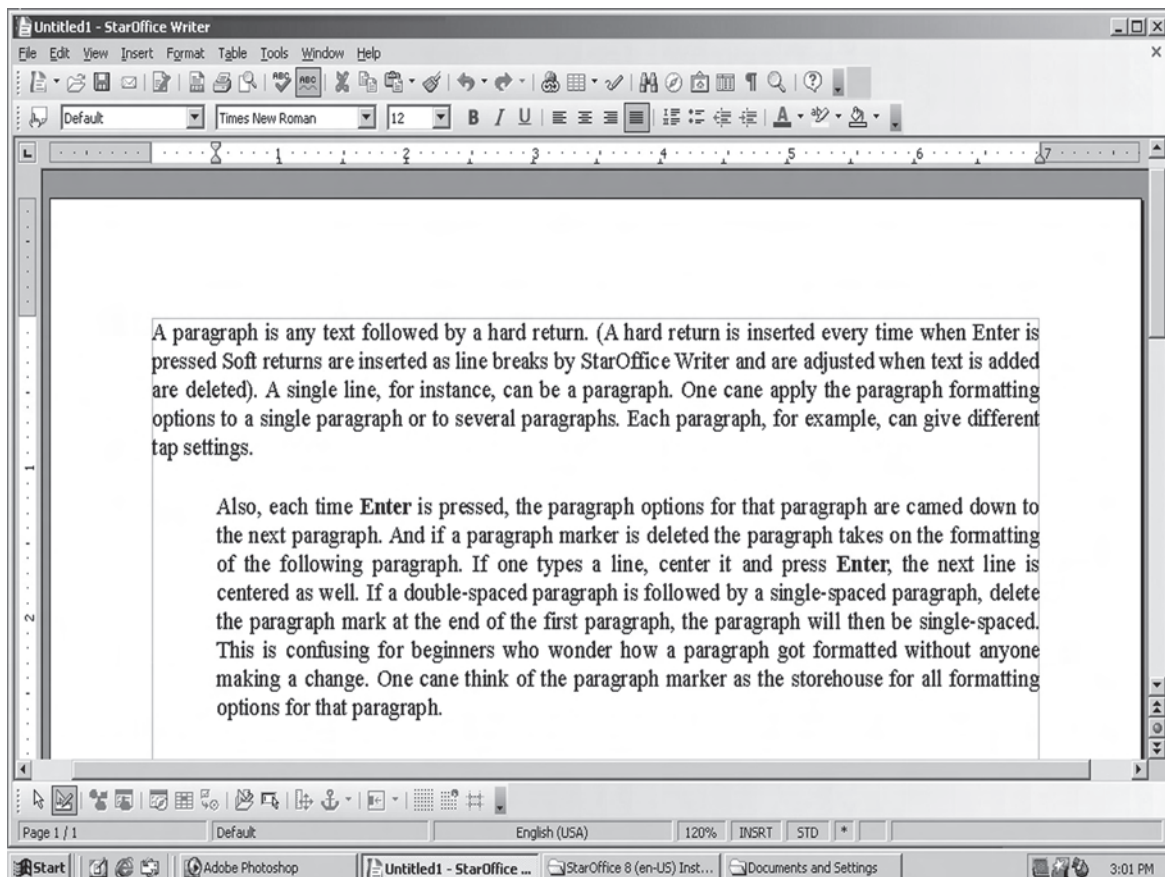 Untitled1 - StarOffice Writer
File Edit View Insert Format Table Tools Window Help
Default Times New Roman 12 B I U A
1 2 3 4 5 6 7
A paragraph is any text followed by a hard return. (A hard return is inserted every time when Enter is
pressed Soft returns are inserted as line breaks by StarOffice Writer and are adjusted when text is added
are deleted). A single line, for instance, can be a paragraph. One cane apply the paragraph formatting
options to a single paragraph or to several paragraphs. Each paragraph, for example, can give different
tap settings.
1
Also, each time Enter is pressed, the paragraph options for that paragraph are camed down to
the next paragraph. And if a paragraph marker is deleted the paragraph takes on the formatting
of the following paragraph. If one types a line, center it and press Enter, the next line is
centered as well. If a double-spaced paragraph is followed by a single-spaced paragraph, delete
2
the paragraph mark at the end of the first paragraph, the paragraph will then be single-spaced.
This is confusing for beginners who wonder how a paragraph got formatted without anyone
making a change. One cane think of the paragraph marker as the storehouse for all formatting
options for that paragraph.
Page 1 / 1 Default English (USA) 120% INSRT STD *
Start Adobe Photoshop Untitled1 - StarOffice ... StarOffice 8 (en-US) Inst... Documents and Settings 3:01 PM